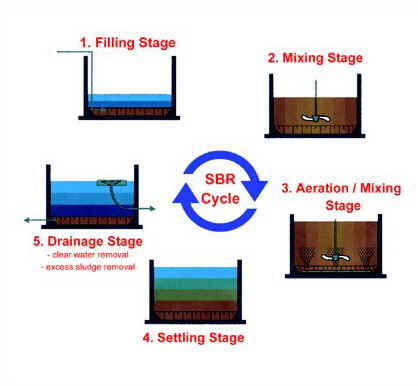 1. Filling Stage
2. Mixing Stage
SBR
Cycle
3. Aeration / Mixing
Stage
5. Drainage Stage
- clear water removal
- excess sludge removal
4. Settling Stage